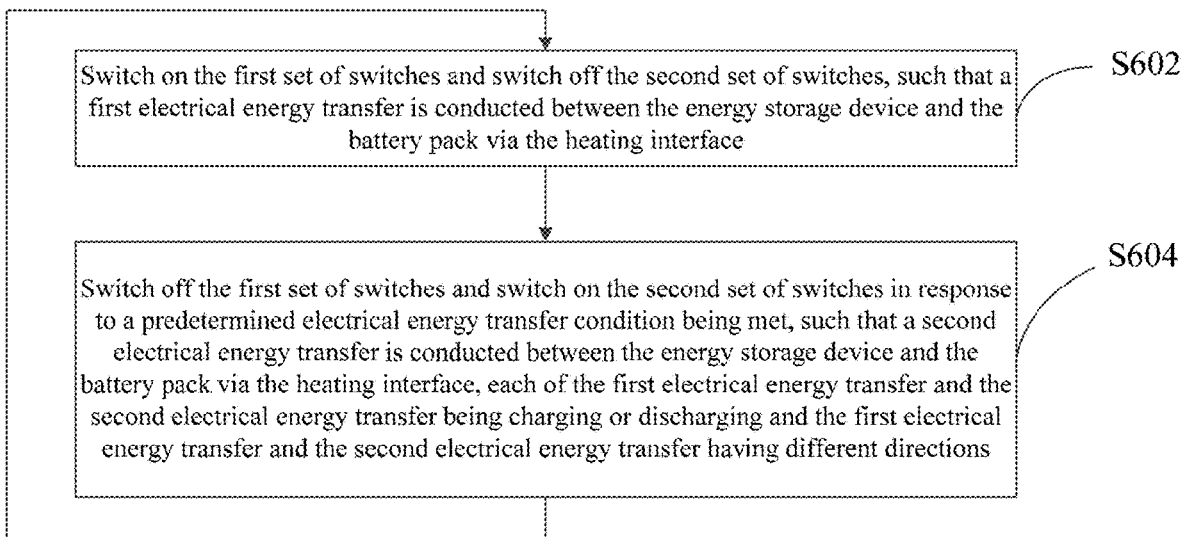 Switch on the first set of switches and switch off the second set of switches, such that a
first electrical energy transfer is conducted between the energy storage device and the
battery pack via the heating interface
S602
Switch off the first set of switches and switch on the second set of switches in response
to a predetermined electrical energy transfer condition being met, such that a second
electrical energy transfer is conducted between the energy storage device and the
battery pack via the heating interface, each of the first electrical energy transfer and the
second electrical energy transfer being charging or discharging and the first electrical
energy transfer and the second electrical energy transfer having different directions
S604